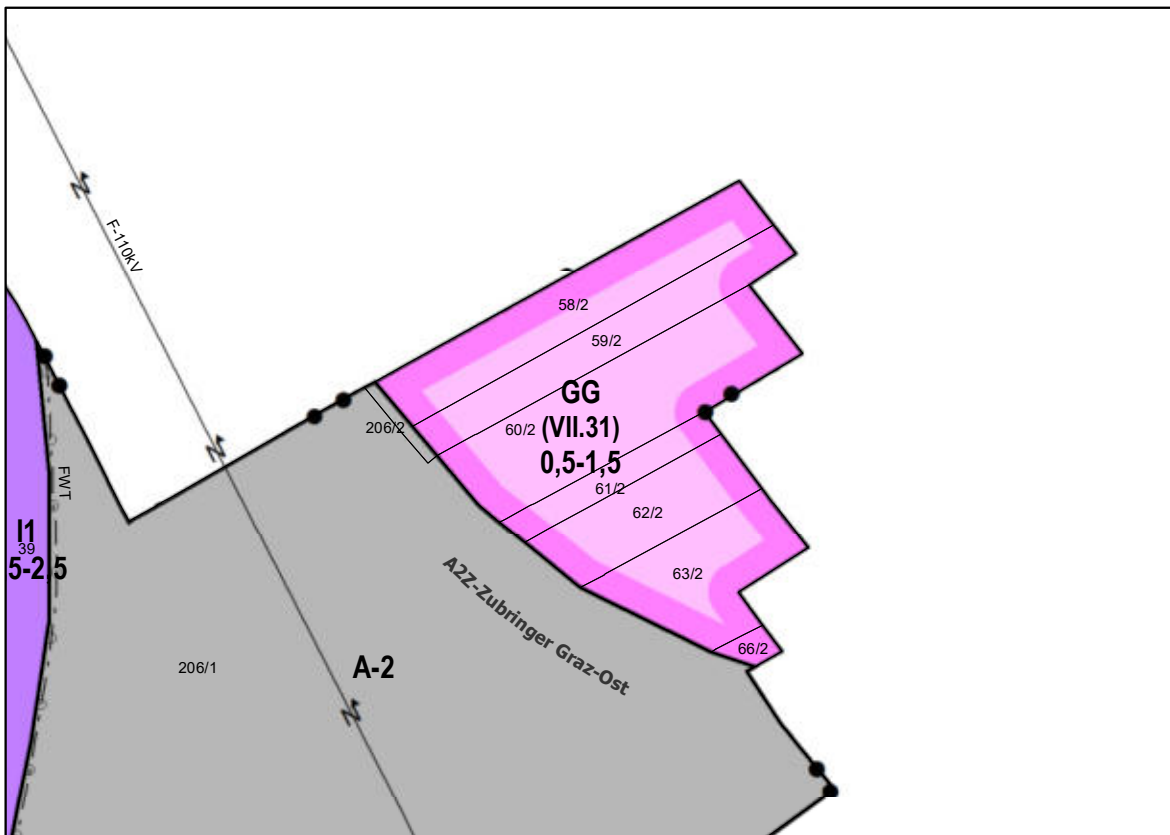 F-110kV
58/2
59/2
GG
206/2
60/2
(VII.31)
0,5-1,5
61/2
FWT
62/2
I1
39
5-2,5
A2Z-Zubringer Graz-Ost
63/2
66/2
206/1
A-2